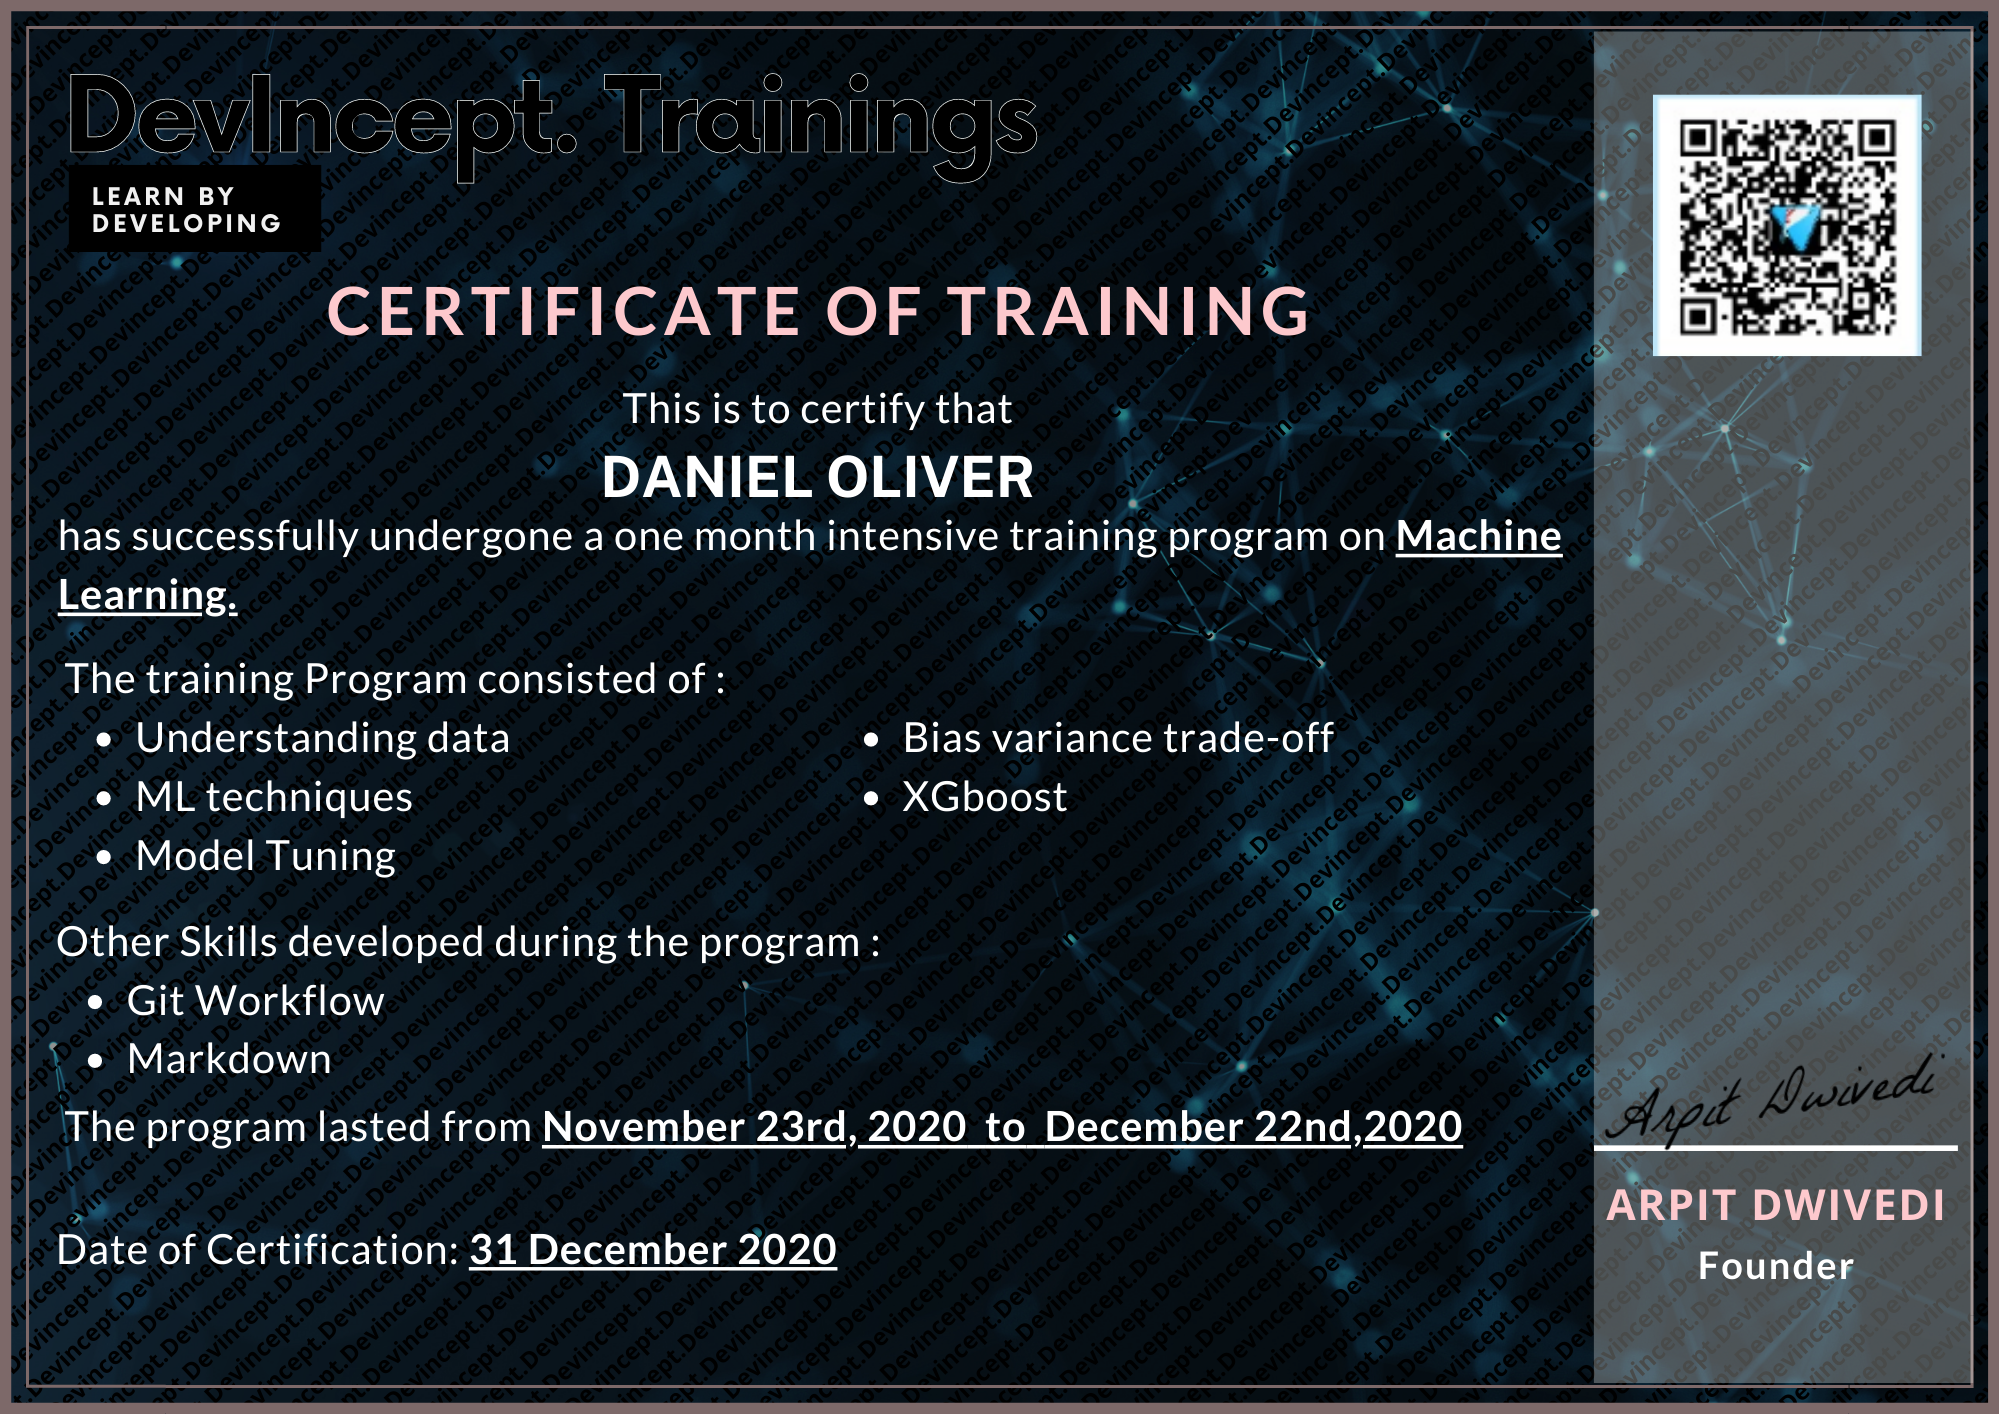 DevIncept. Trainings
LEARN BY
DEVELOPING
CERTIFICATE OF TRAINING
This is to certify that
DANIEL OLIVER
has successfully undergone a one month intensive training program on Machine
Learning.
The training Program consisted of :
• Understanding data
• ML techniques
• Model Tuning
• Bias variance trade-off
• XGboost
Other Skills developed during the program :
• Git Workflow
• Markdown
The program lasted from November 23rd, 2020 to December 22nd,2020
Date of Certification: 31 December 2020
Arpit Dwivedi
ARPIT DWIVEDI
Founder